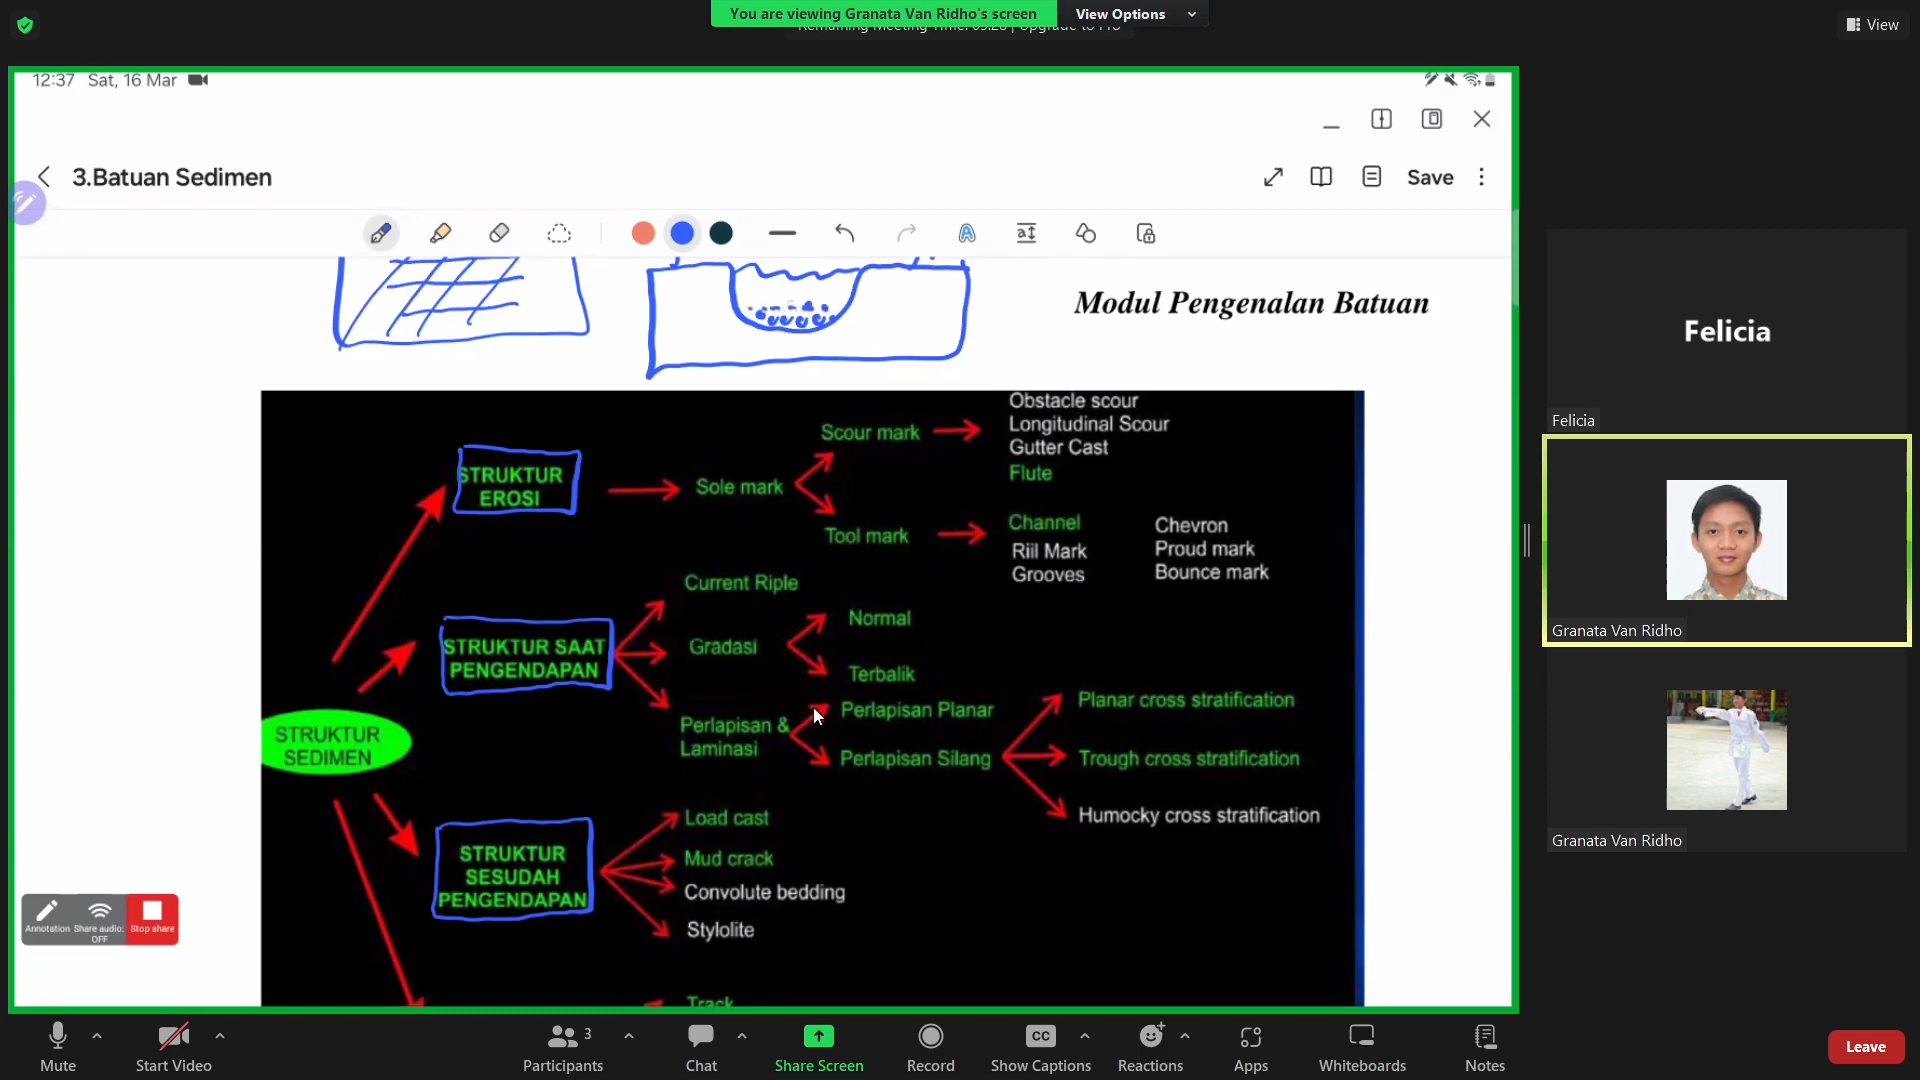 You are viewing Granata Van Ridho's screen
View Options
View
12:37 Sat, 16 Mar
3.Batuan Sedimen
Save
Modul Pengenalan Batuan
Obstacle scour
Longitudinal Scour
Gutter Cast
Flute
Scour mark
STRUKTUR
EROSI
Sole mark
Tool mark
Channel
Riil Mark
Grooves
Chevron
Proud mark
Bounce mark
Current Riple
STRUKTUR SAAT
PENGENDAPAN
Gradasi
Normal
Terbalik
Perlapisan &
Laminasi
Perlapisan Planar
Perlapisan Silang
Planar cross stratification
Trough cross stratification
Humocky cross stratification
STRUKTUR
SEDIMEN
STRUKTUR
SESUDAH
PENGENDAPAN
Load cast
Mud crack
Convolute bedding
Stylolite
Track
Annotation
Share audio:
OFF
Stop share
Felicia
Felicia
Granata Van Ridho
Granata Van Ridho
Mute
Start Video
3
Participants
Chat
Share Screen
Record
CC
Show Captions
Reactions
Apps
Whiteboards
Notes
Leave